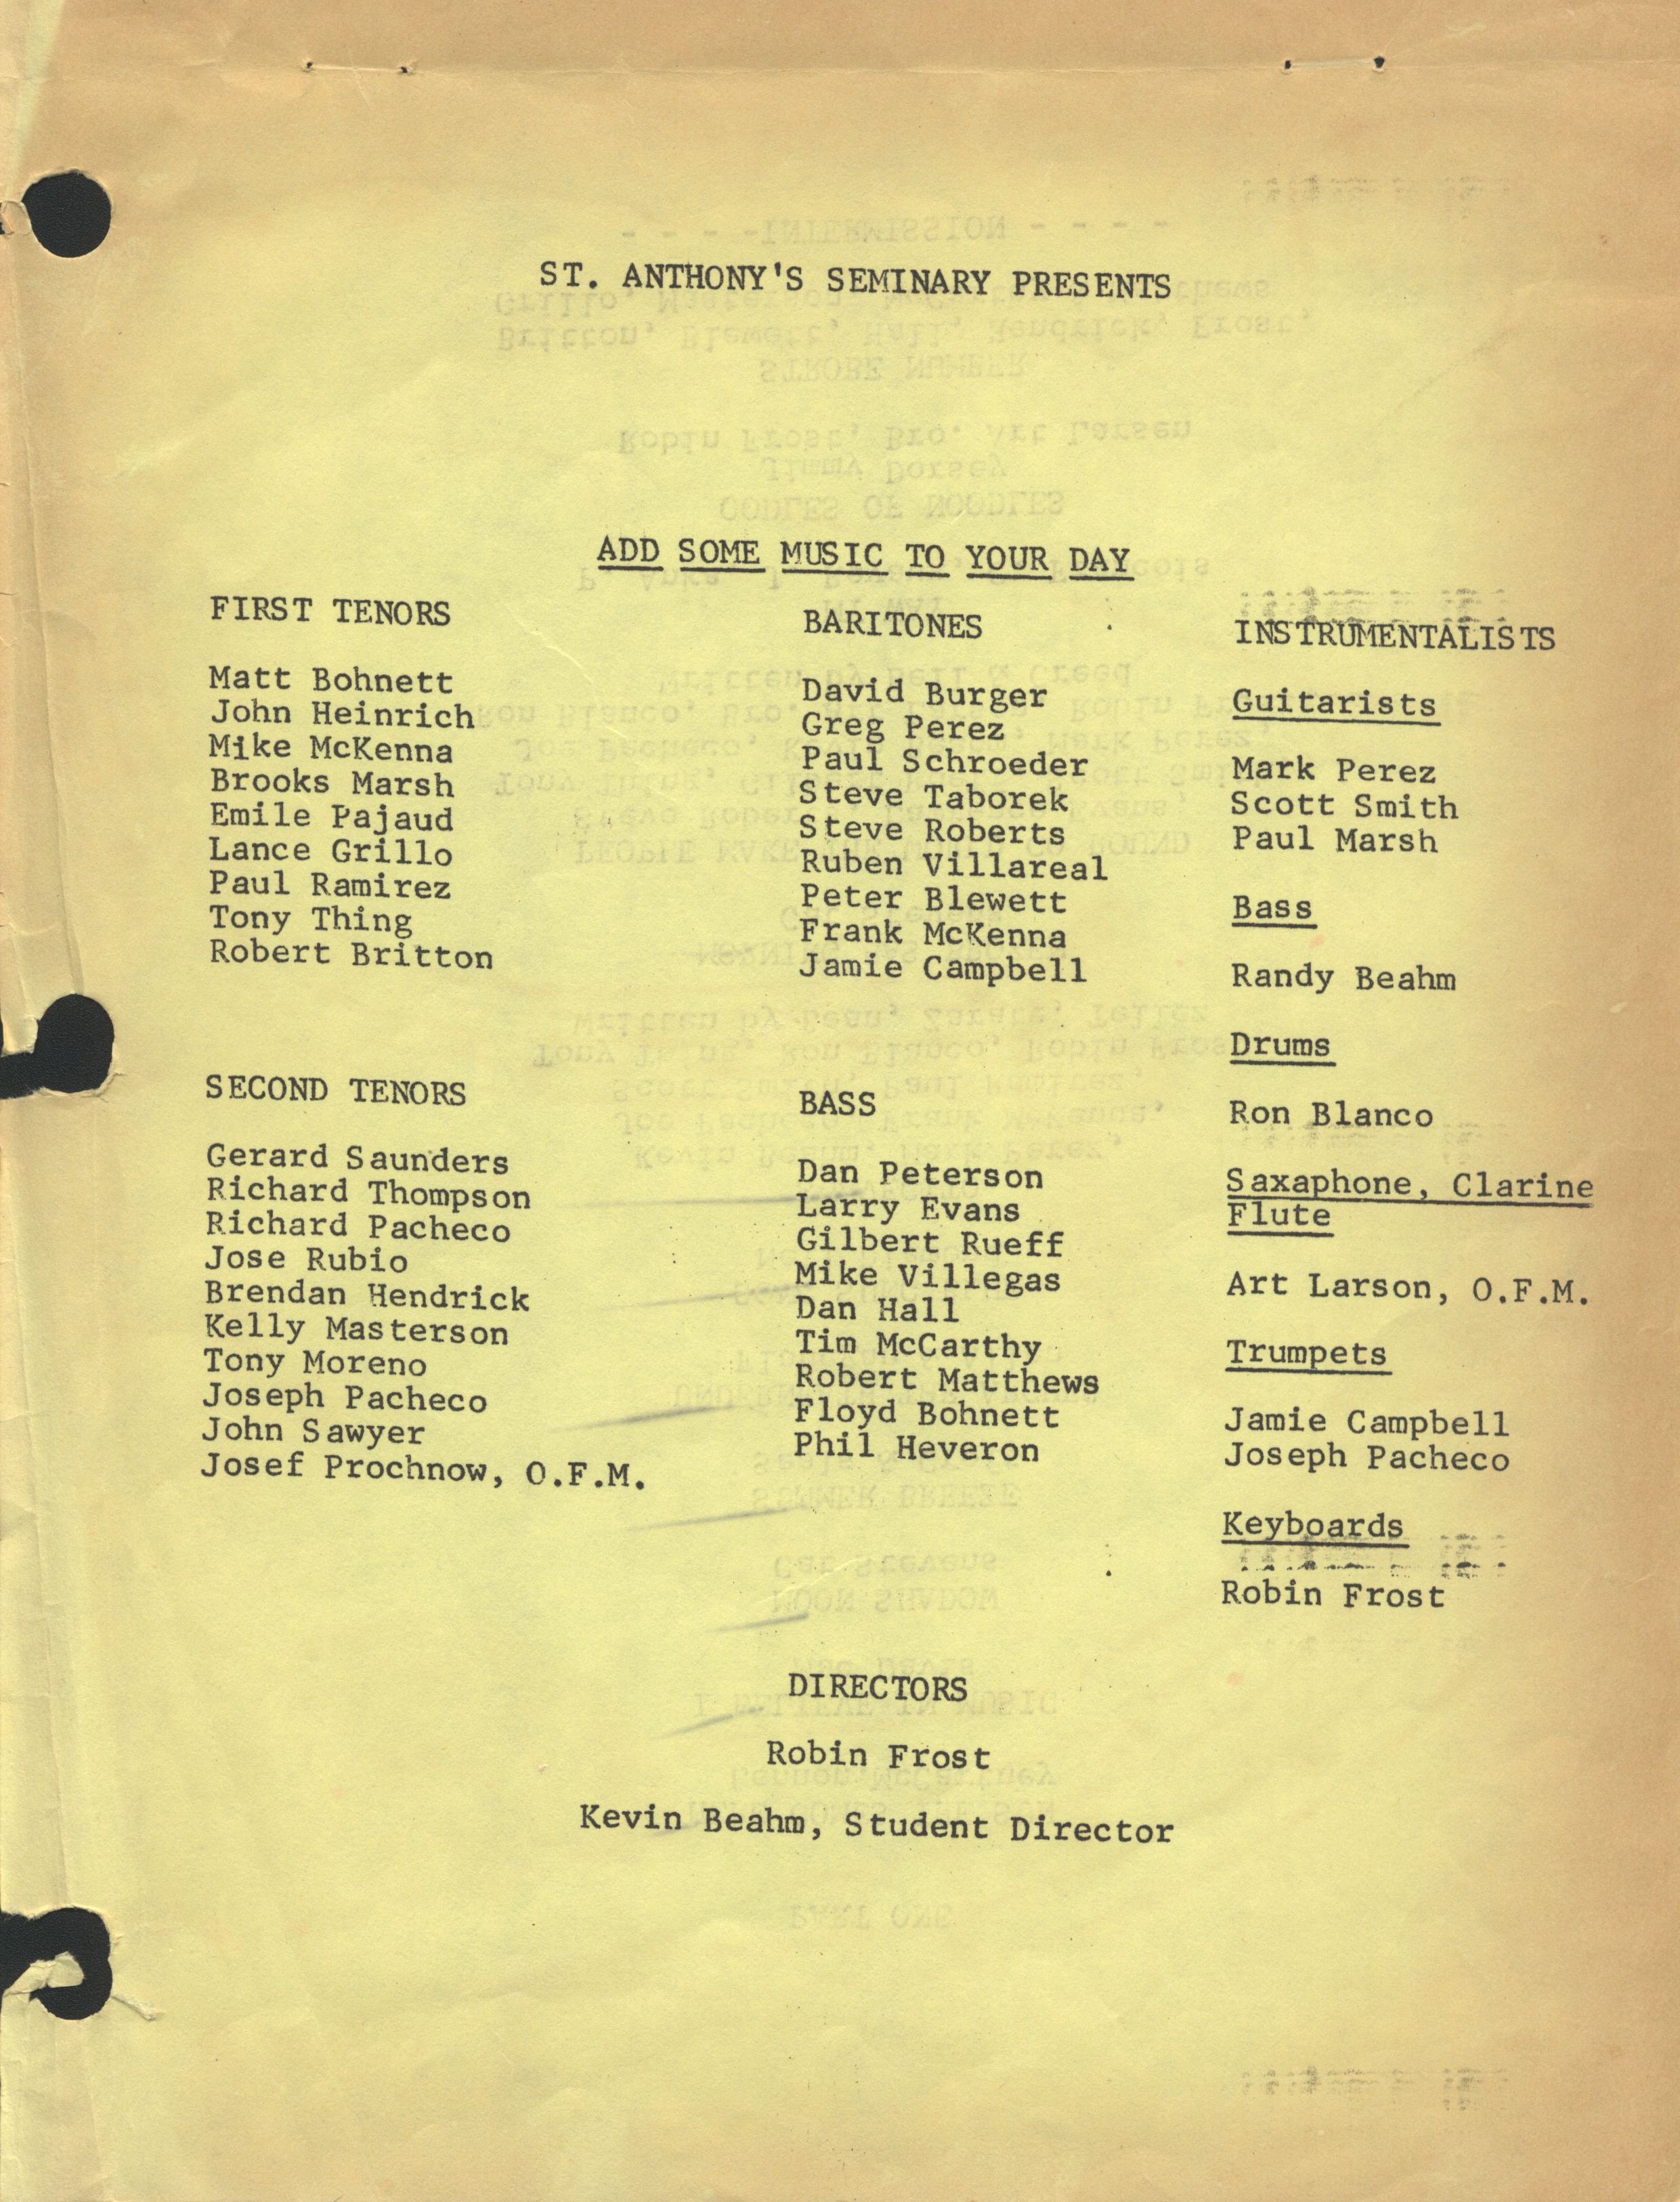 ST. ANTHONY'S SEMINARY PRESENTS
ADD SOME MUSIC TO YOUR DAY
FIRST TENORS
Matt Bohnett
John Heinrich
Mike McKenna
Brooks Marsh
Emile Pajaud
Lance Grillo
Paul Ramirez
Tony Thing
Robert Britton
SECOND TENORS
Gerard Saunders
Richard Thompson
Richard Pacheco
Jose Rubio
Brendan Hendrick
Kelly Masterson
Tony Moreno
Joseph Pacheco
John Sawyer
Josef Prochnow, O.F.M.
BARITONES
David Burger
Greg Perez
Paul Schroeder
Steve Taborek
Steve Roberts
Ruben Villareal
Peter Blewett
Frank McKenna
Jamie Campbell
BASS
Dan Peterson
Larry Evans
Gilbert Rueff
Mike Villegas
Dan Hall
Tim McCarthy
Robert Matthews
Floyd Bohnett
Phil Heveron
INSTRUMENTALISTS
Guitarists
Mark Perez
Scott Smith
Paul Marsh
Bass
Randy Beahm
Drums
Ron Blanco
Saxaphone, Clarine
Flute
Art Larson, O.F.M.
Trumpets
Jamie Campbell
Joseph Pacheco
Keyboards
Robin Frost
DIRECTORS
Robin Frost
Kevin Beahm, Student Director